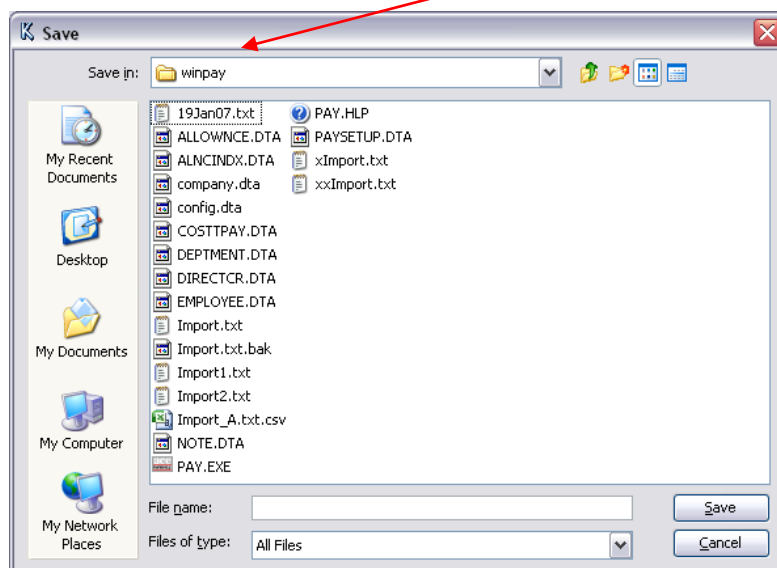 Save
Save in:
winpay
My Recent
Documents
Desktop
My Documents
My Computer
My Network
Places
19Jan07.txt
ALLOWNCE.DTA
ALNCINDX.DTA
company.dta
config.dta
COSTTPAY.DTA
DEPTMENT.DTA
DIRECTCR.DTA
EMPLOYEE.DTA
Import.txt
Import.txt.bak
Import1.txt
Import2.txt
Import_A.txt.csv
NOTE.DTA
PAY.EXE
PAY.HLP
PAYSETUP.DTA
xImport.txt
xxImport.txt
File name:
Save
Files of type:
All Files
Cancel